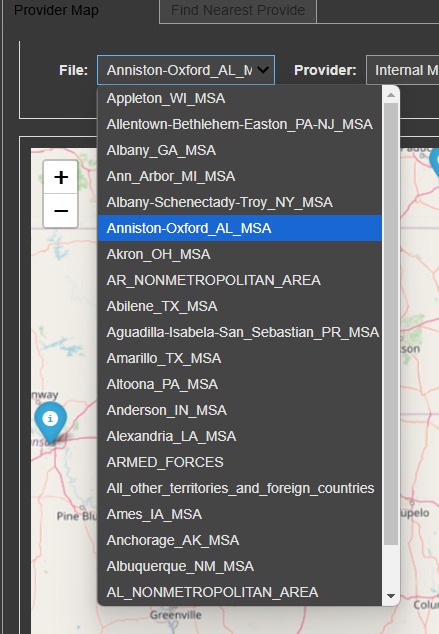 Provider Map
Find Nearest Provide
File:
Anniston-Oxford_AL_M
Provider:
Internal M
Appleton_WI_MSA
Allentown-Bethlehem-Easton_PA-NJ_MSA
Albany_GA_MSA
Ann_Arbor_MI_MSA
Albany-Schenectady-Troy_NY_MSA
Anniston-Oxford_AL_MSA
Akron_OH_MSA
AR_NONMETROPOLITAN_AREA
Abilene_TX_MSA
Aguadilla-Isabela-San_Sebastian_PR_MSA
Amarillo_TX_MSA
Altoona_PA_MSA
Anderson_IN_MSA
Alexandria_LA_MSA
ARMED_FORCES
All_other_territories_and_foreign_countries
Ames_IA_MSA
Anchorage_AK_MSA
Albuquerque_NM_MSA
AL_NONMETROPOLITAN_AREA
+
−
son
nway
Pine Blu
upelo
Colu
Greenville